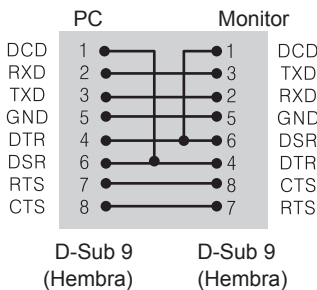 PC Monitor
DCD 1 1 DCD
RXD 2 3 TXD
TXD 3 2 RXD
GND 5 5 GND
DTR 4 6 DSR
DSR 6 4 DTR
RTS 7 8 CTS
CTS 8 7 RTS
D-Sub 9 D-Sub 9
(Hembra) (Hembra)